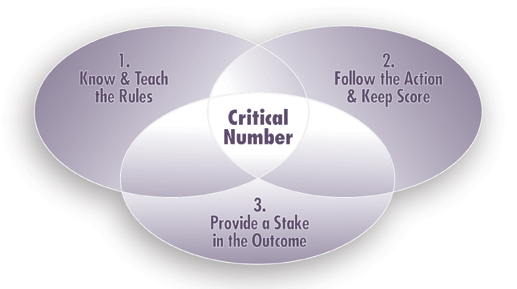 1.
Know & Teach
the Rules
2.
Follow the Action
& Keep Score
Critical
Number
3.
Provide a Stake
in the Outcome